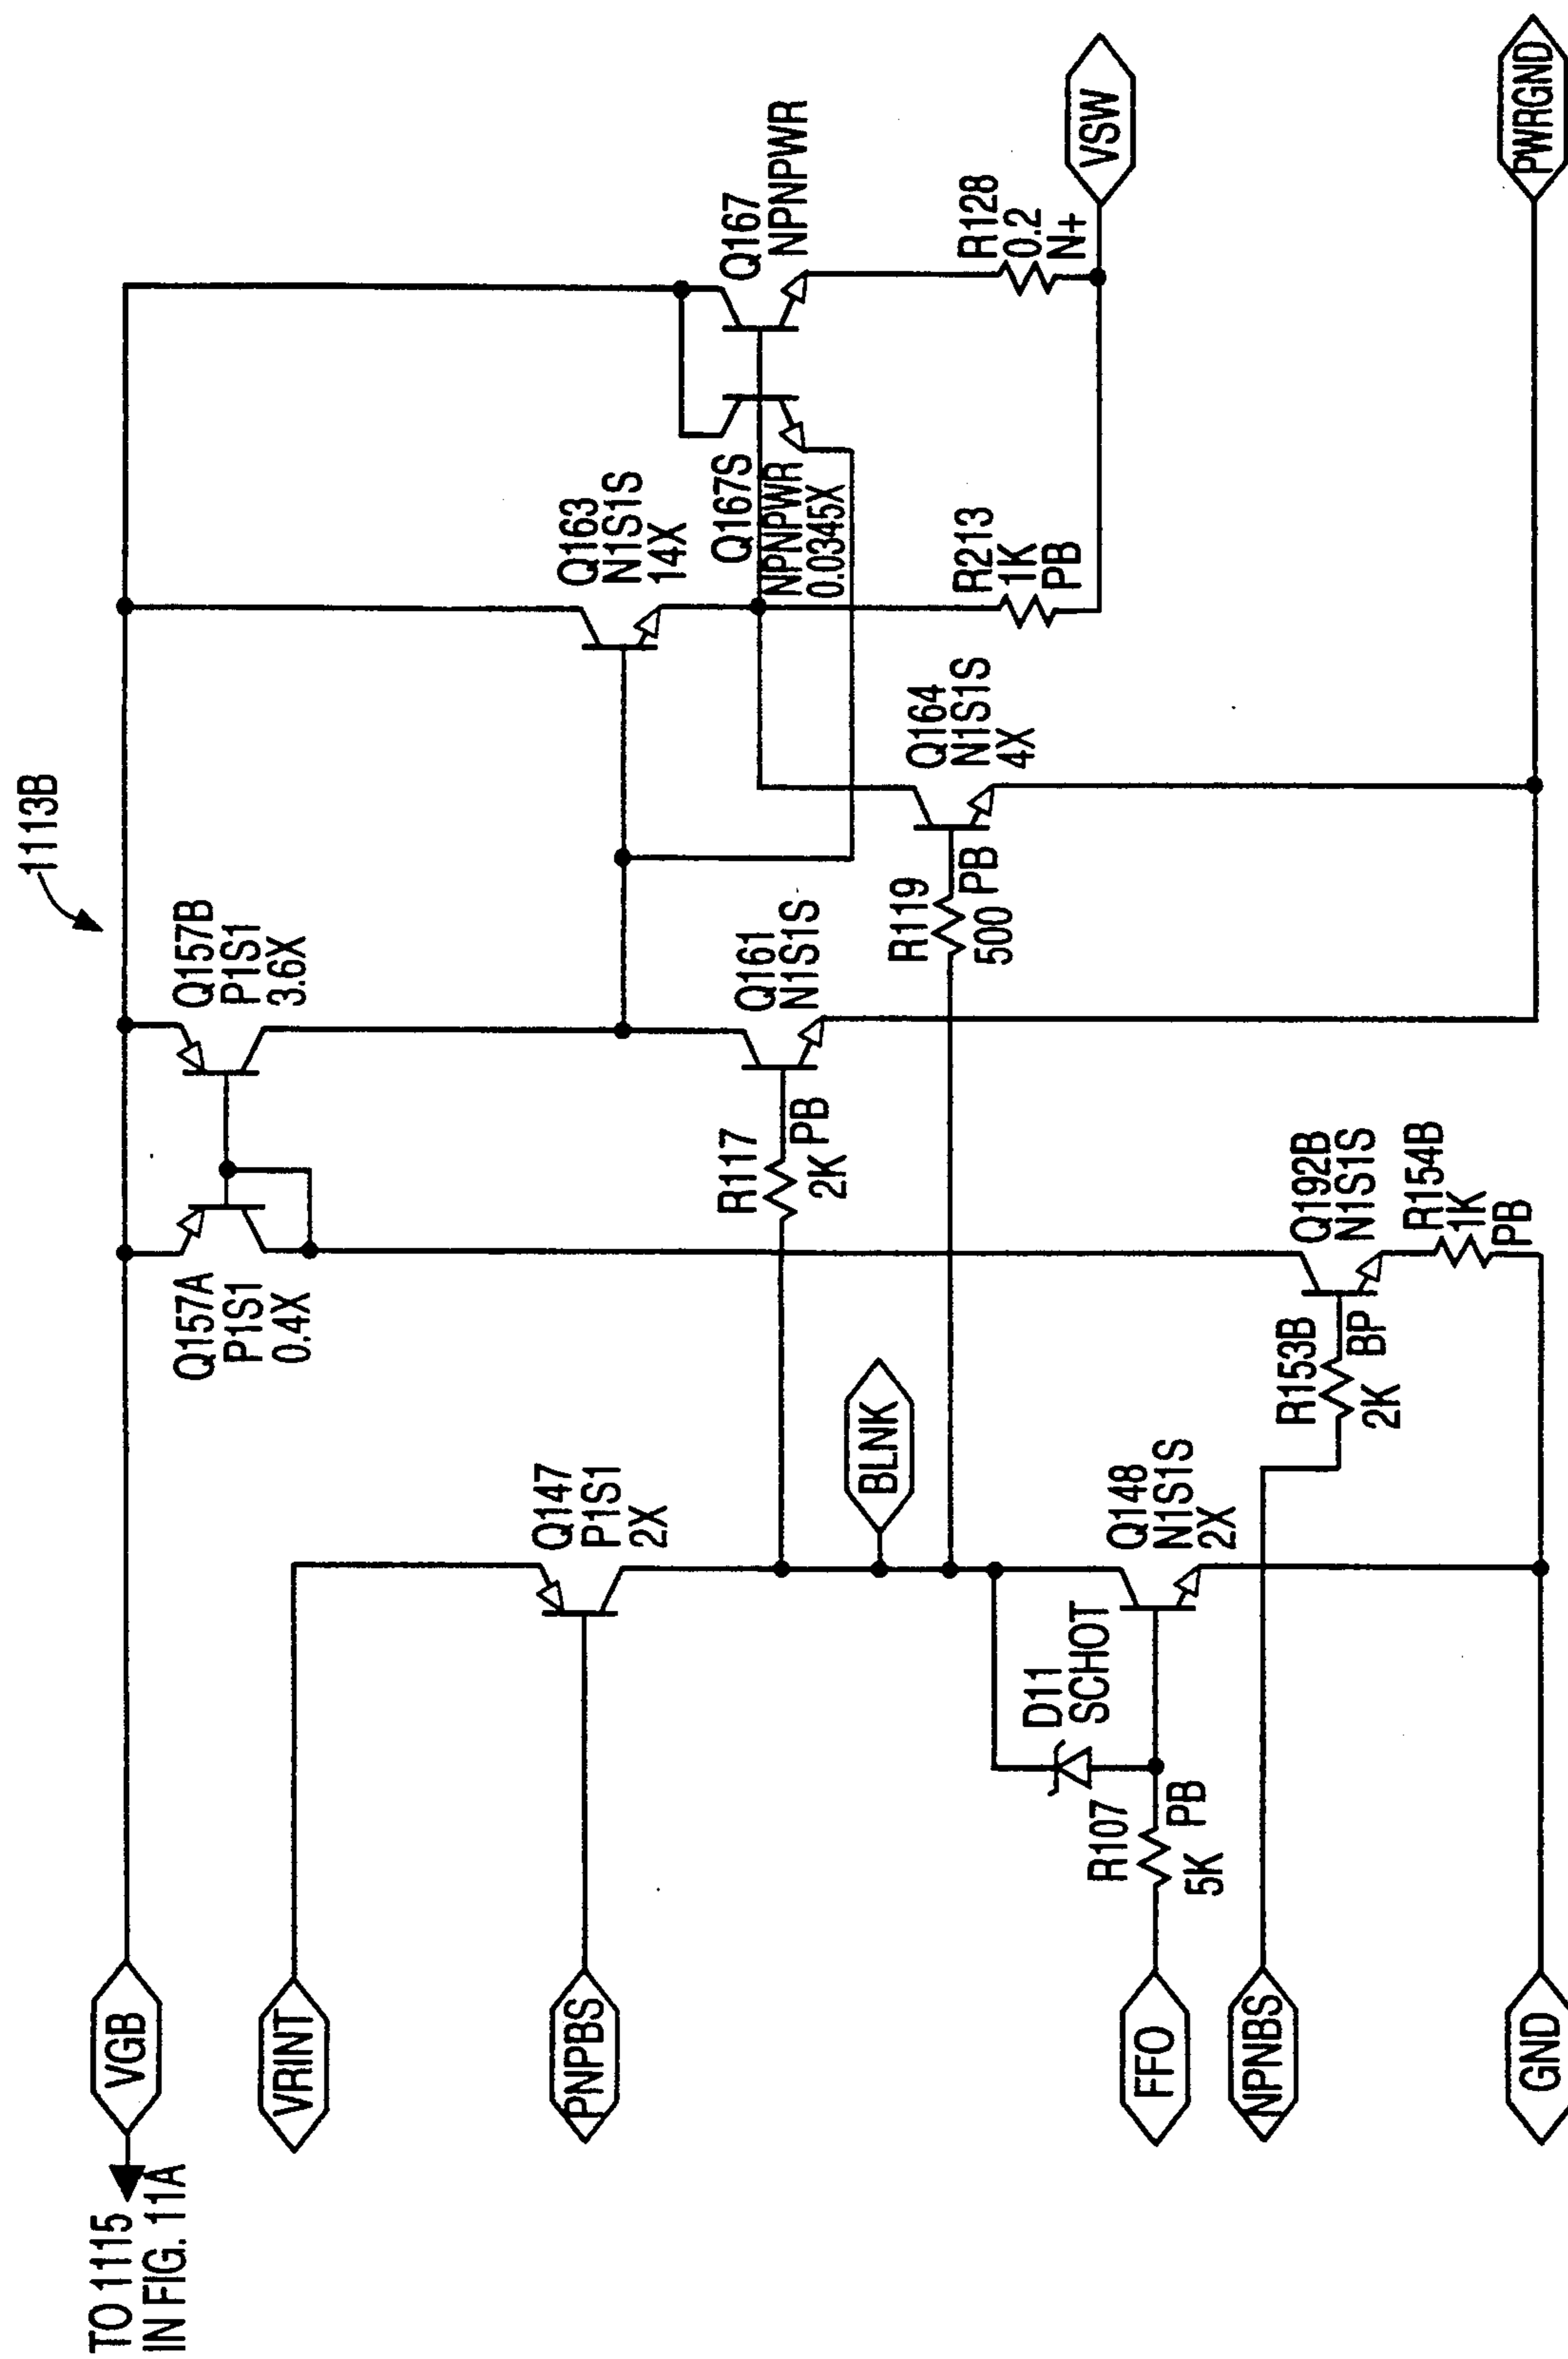 1113B
TO 1115
IN FIG. 11A
VGB
VRINT
PNPBS
FFO
NPNBS
GND
Q157A
P1S1
0.4X
Q157B
P1S1
3.6X
Q147
P1S1
2X
BLNK
D11
SCHOT
R107
5K
PB
Q148
N1S1S
2X
R117
2K
PB
Q161
N1S1S
R153B
2K
BP
Q192B
N1S1S
R154B
1K
PB
R119
500
PB
Q164
N1S1S
4X
Q163
N1S1S
14X
Q167S
NPNPWR
0.0345X
Q167
NPNPWR
R213
1K
PB
R128
0.2
N+
VSW
PWRGND